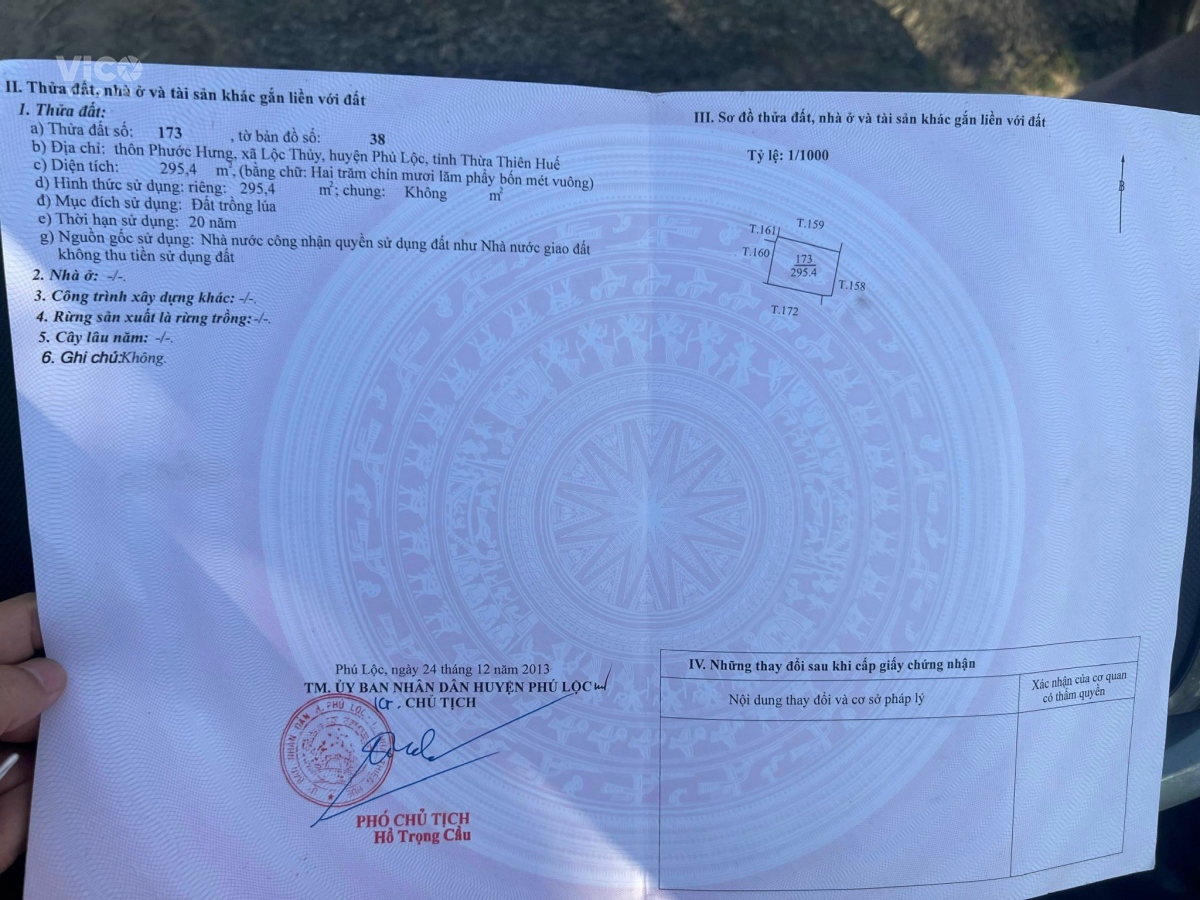 VICO
II. Thửa đất, nhà ở và tài sản khác gắn liền với đất
1. Thửa đất:
a) Thửa đất số: 173 , tờ bản đồ số: 38
b) Địa chỉ: thôn Phước Hưng, xã Lộc Thủy, huyện Phú Lộc, tỉnh Thừa Thiên Huế
c) Diện tích: 295,4 m², (bằng chữ: Hai trăm chín mươi lăm phẩy bốn mét vuông)
d) Hình thức sử dụng: riêng: 295,4 m²; chung: Không m²
đ) Mục đích sử dụng: Đất trồng lúa
e) Thời hạn sử dụng: 20 năm
g) Nguồn gốc sử dụng: Nhà nước công nhận quyền sử dụng đất như Nhà nước giao đất
không thu tiền sử dụng đất
2. Nhà ở: -/-.
3. Công trình xây dựng khác: -/-.
4. Rừng sản xuất là rừng trồng:-/-.
5. Cây lâu năm: -/-.
6. Ghi chú:Không.
Phú Lộc, ngày 24 tháng 12 năm 2013
TM. ỦY BAN NHÂN DÂN HUYỆN PHÚ LỘC
KT. CHỦ TỊCH
PHÓ CHỦ TỊCH
Hồ Trọng Cầu
III. Sơ đồ thửa đất, nhà ở và tài sản khác gắn liền với đất
Tỷ lệ: 1/1000
B
T.161
T.159
T.160
173
295.4
T.158
T.172
IV. Những thay đổi sau khi cấp giấy chứng nhận
Nội dung thay đổi và cơ sở pháp lý
Xác nhận của cơ quan
có thẩm quyền